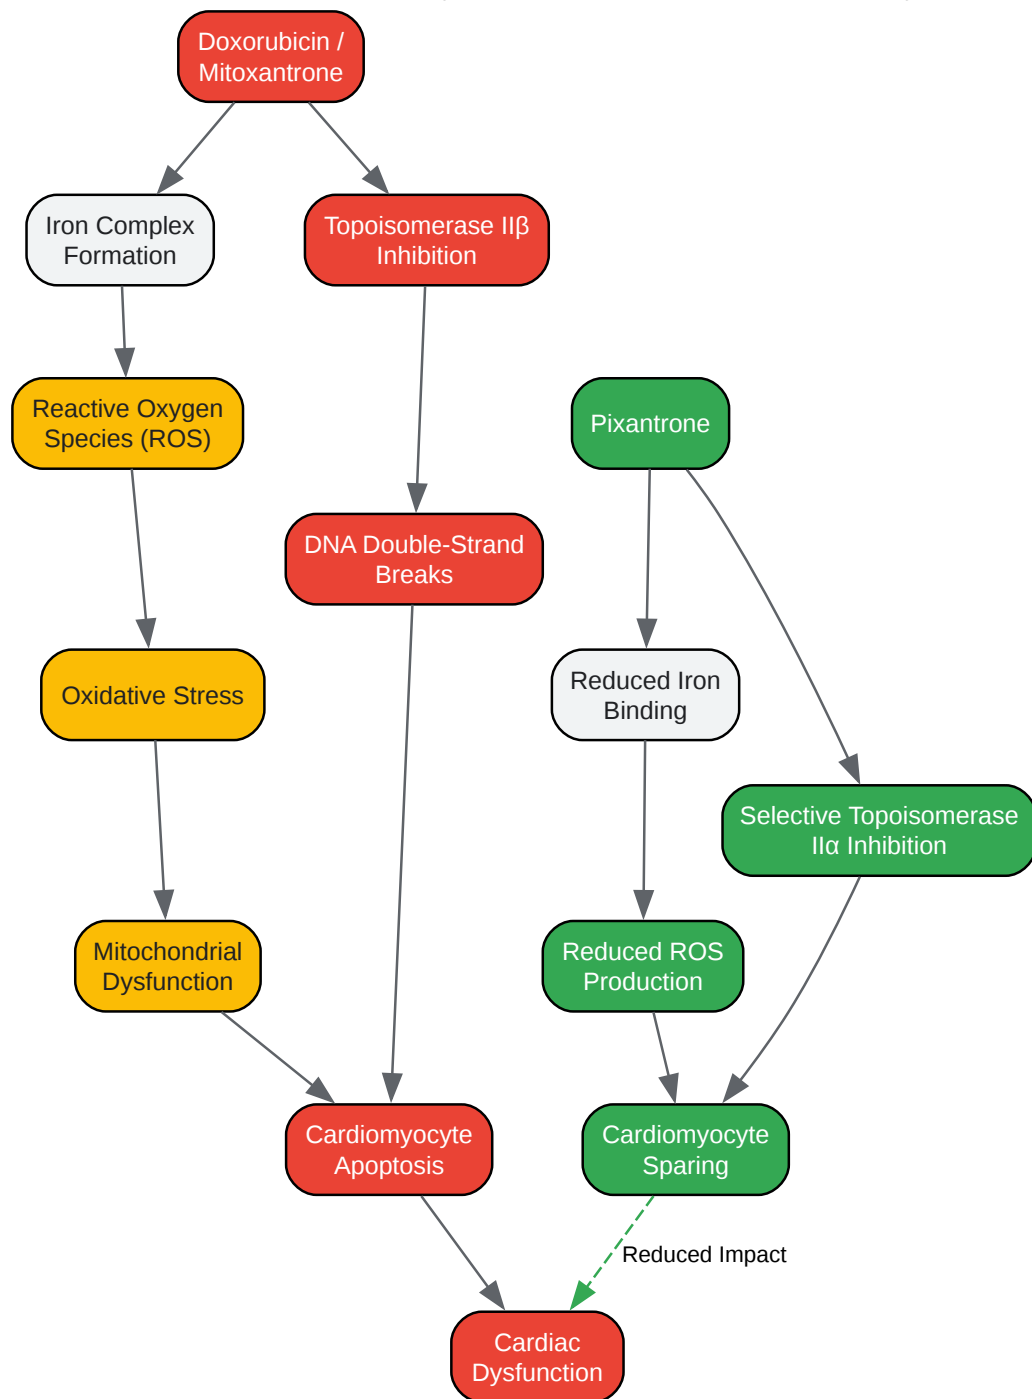 Doxorubicin /
Mitoxantrone
Iron Complex
Formation
Topoisomerase IIβ
Inhibition
Reactive Oxygen
Species (ROS)
Pixantrone
DNA Double-Strand
Breaks
Oxidative Stress
Reduced Iron
Binding
Selective Topoisomerase
IIα Inhibition
Mitochondrial
Dysfunction
Reduced ROS
Production
Cardiomyocyte
Apoptosis
Cardiomyocyte
Sparing
Reduced Impact
Cardiac
Dysfunction